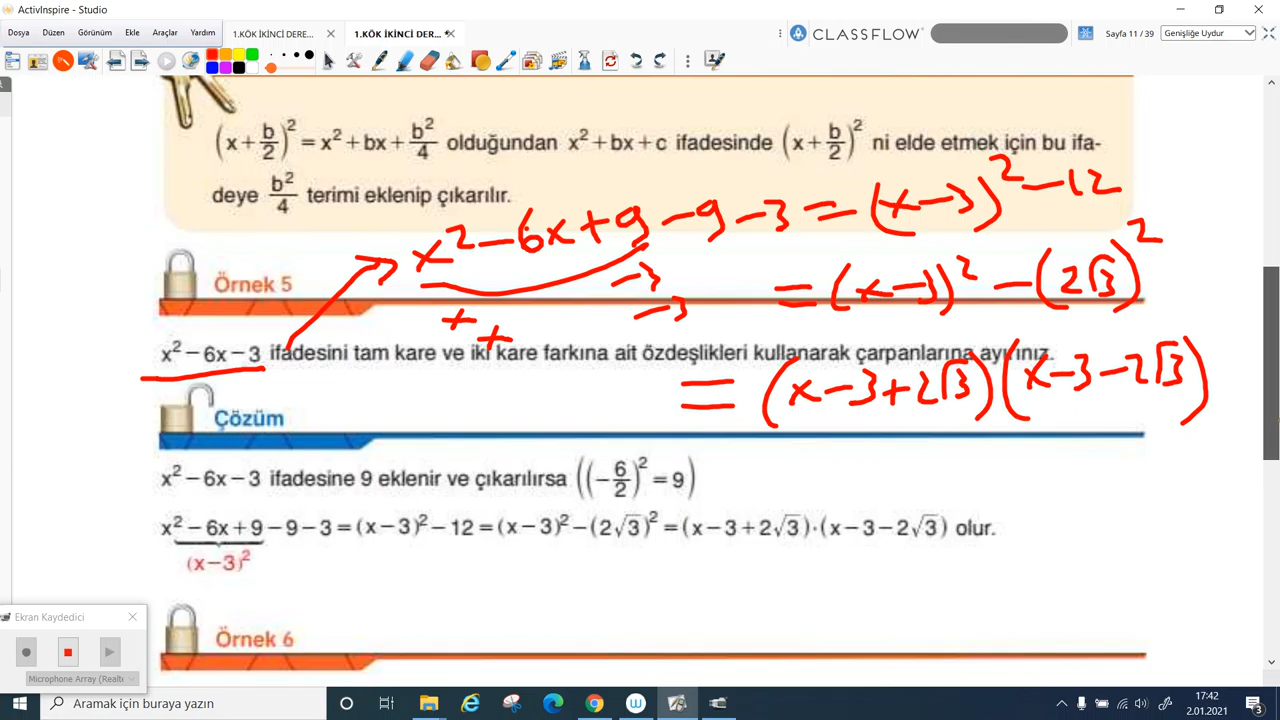 ActivInspire - Studio
Dosya Düzen Görünüm Ekle Araçlar Yardım
1.KÖK İKİNCİ DERE... 1.KÖK İKİNCİ DER...
CLASSFLOW
Sayfa 11 / 39 Genişliğe Uydur
(x + b/2)² = x² + bx + b²/4 olduğundan x² + bx + c ifadesinde (x + b/2)² ni elde etmek için bu ifa-
deye b²/4 terimi eklenip çıkarılır.
x² - 6x + 9 - 9 - 3 = (x - 3)² - 12
-3
x
-3
x
= (x - 3)² - (2√3)²
Örnek 5
x² - 6x - 3 ifadesini tam kare ve iki kare farkına ait özdeşlikleri kullanarak çarpanlarına ayırınız.
= (x - 3 + 2√3)(x - 3 - 2√3)
Çözüm
x² - 6x - 3 ifadesine 9 eklenir ve çıkarılırsa ((-6/2)² = 9)
x² - 6x + 9 - 9 - 3 = (x - 3)² - 12 = (x - 3)² - (2√3)² = (x - 3 + 2√3)·(x - 3 - 2√3) olur.
(x-3)²
Örnek 6
Ekran Kaydedici
Microphone Array (Realt
Aramak için buraya yazın
17:42
2.01.2021
3